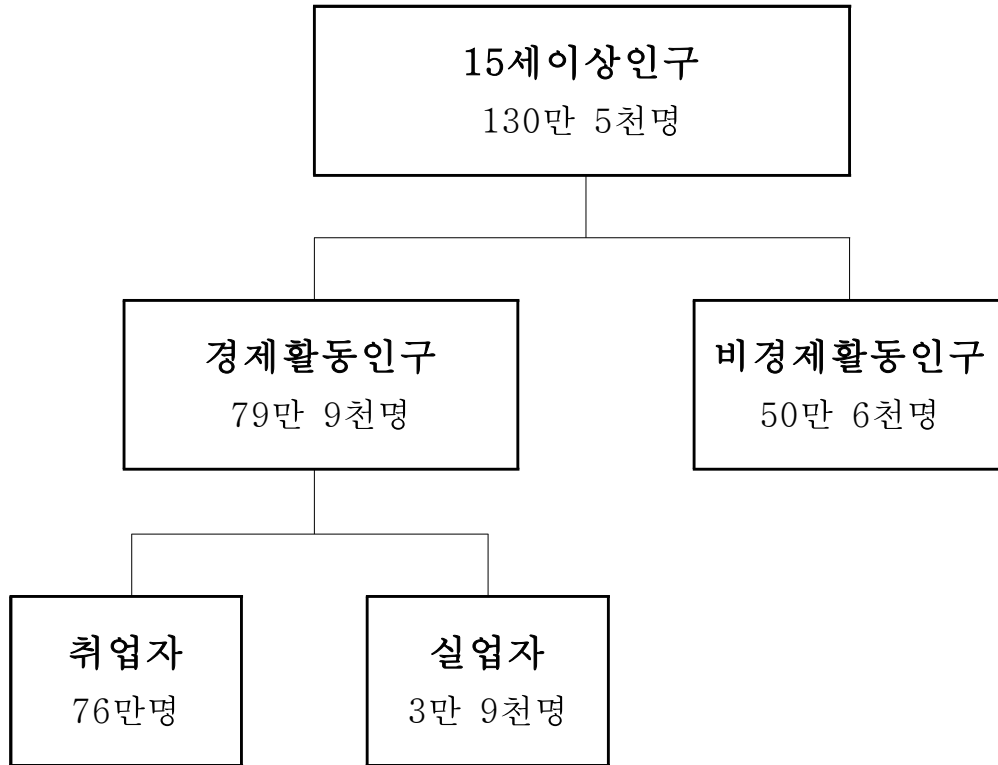 15세이상인구
130만 5천명
경제활동인구
79만 9천명
비경제활동인구
50만 6천명
취업자
76만명
실업자
3만 9천명